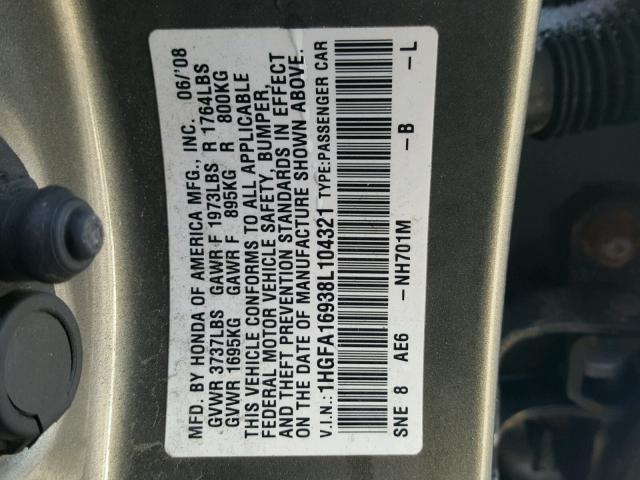 MFD. BY HONDA OF AMERICA MFG., INC. 06/'08
GVWR 3737LBS GAWR F 1973LBS R 1764LBS
GVWR 1695KG GAWR F 895KG R 800KG
THIS VEHICLE CONFORMS TO ALL APPLICABLE
FEDERAL MOTOR VEHICLE SAFETY, BUMPER,
AND THEFT PREVENTION STANDARDS IN EFFECT
ON THE DATE OF MANUFACTURE SHOWN ABOVE.
V.I.N.: 1HGFA16938L104321 TYPE:PASSENGER CAR
SNE 8 AE6 -NH701M -B -L